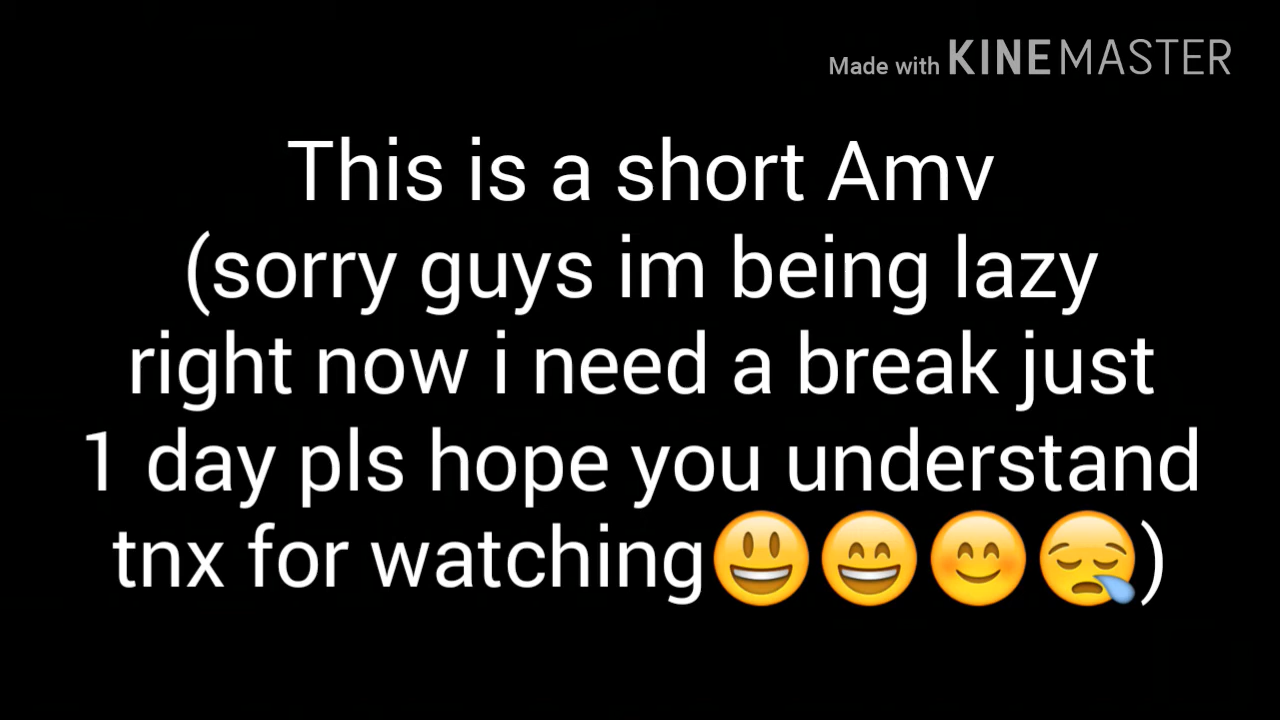 Made with KINEMASTER
This is a short Amv
(sorry guys im being lazy
right now i need a break just
1 day pls hope you understand
tnx for watching😃😄😊😪)